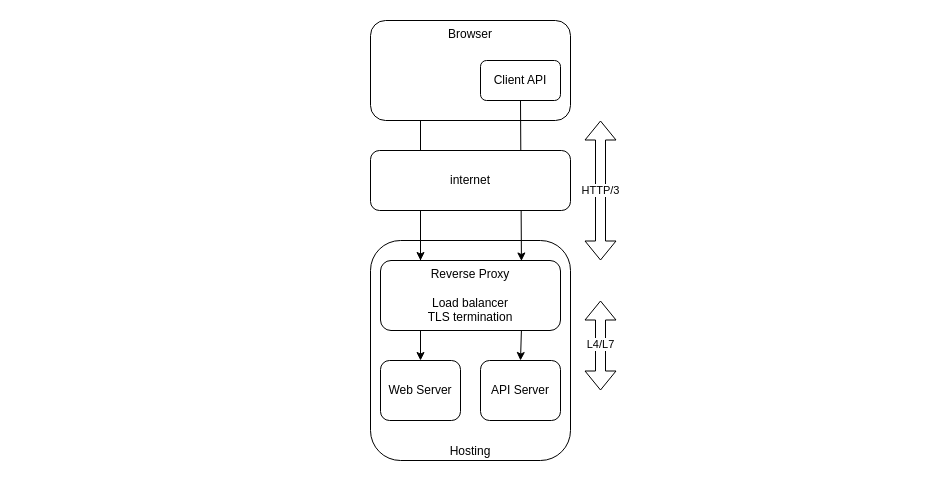 Browser
Client API
internet
HTTP/3
Reverse Proxy
Load balancer
TLS termination
L4/L7
Web Server
API Server
Hosting